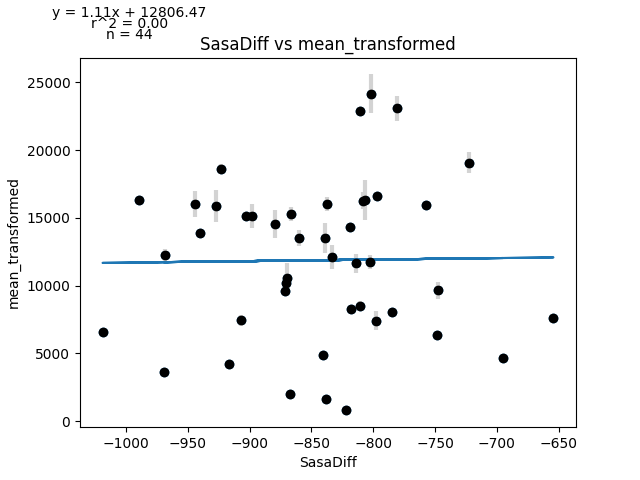 y = 1.11x + 12806.47
r^2 = 0.00
n = 44
SasaDiff vs mean_transformed
25000
20000
15000
10000
5000
0
mean_transformed
−1000 −950 −900 −850 −800 −750 −700 −650
SasaDiff